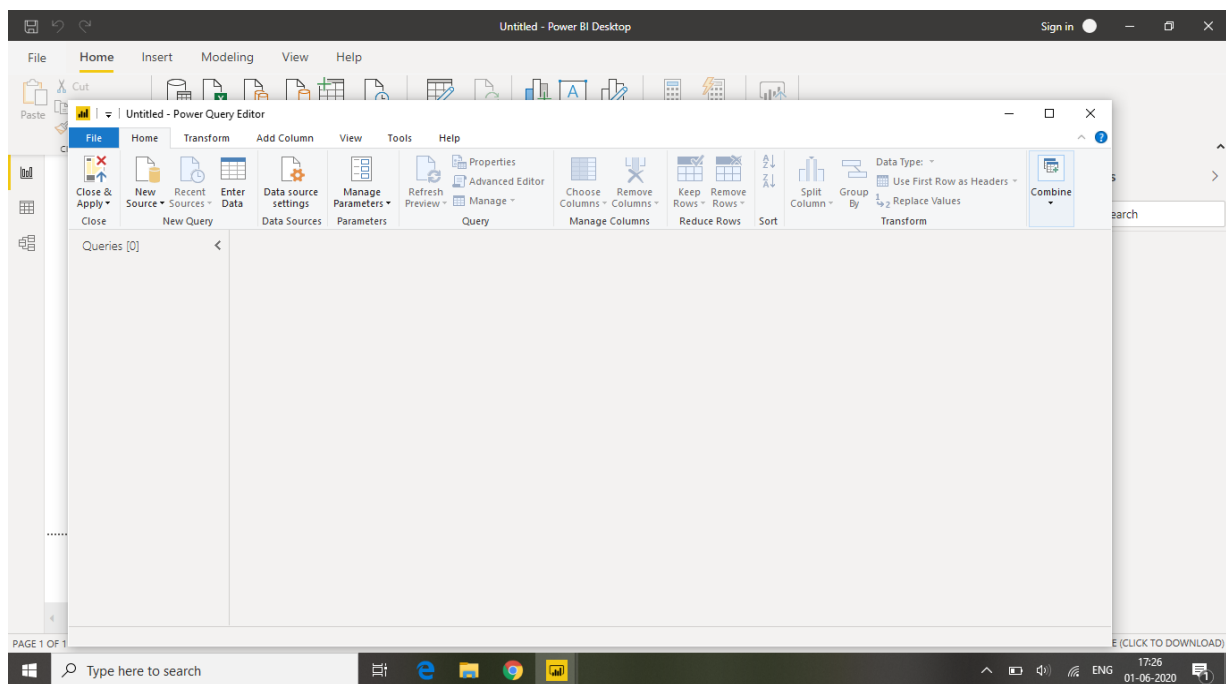 Untitled - Power BI Desktop
Sign in
File Home Insert Modeling View Help
Cut
Paste
Untitled - Power Query Editor
File Home Transform Add Column View Tools Help
Close & Apply
New Source
Recent Sources
Enter Data
Data source settings
Manage Parameters
Refresh Preview
Properties
Advanced Editor
Manage
Choose Columns
Remove Columns
Keep Rows
Remove Rows
A Z
Z A
Split Column
Group By
Data Type:
Use First Row as Headers
1 2 Replace Values
Combine
Close New Query Data Sources Parameters Query Manage Columns Reduce Rows Sort Transform
earch
Queries [0]
PAGE 1 OF 1
E (CLICK TO DOWNLOAD)
Type here to search
ENG
17:26
01-06-2020
1